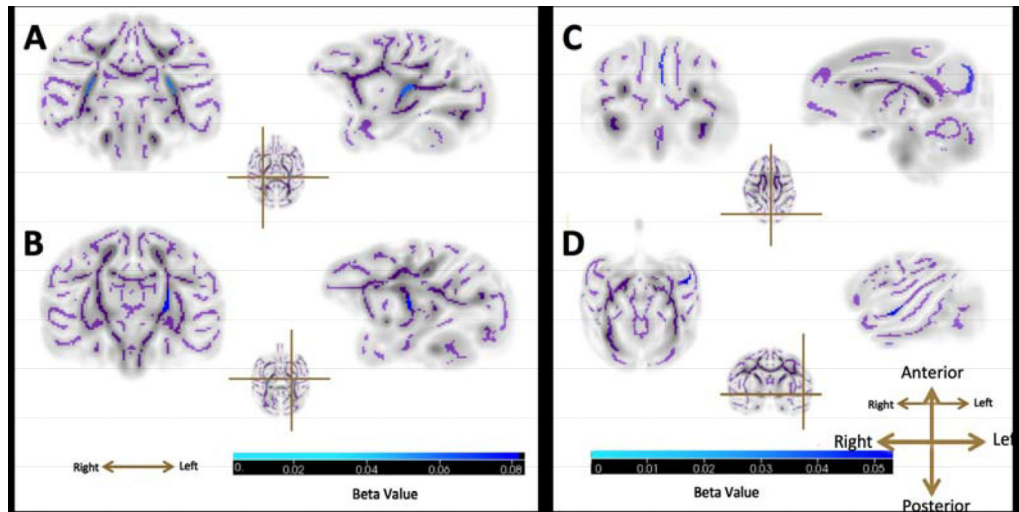 A
C
B
D
Anterior
Right Left
Right Lef
Right Left
0. 0.02 0.04 0.06 0.08
Beta Value
0 0.01 0.02 0.03 0.04 0.05
Beta Value
Posterior